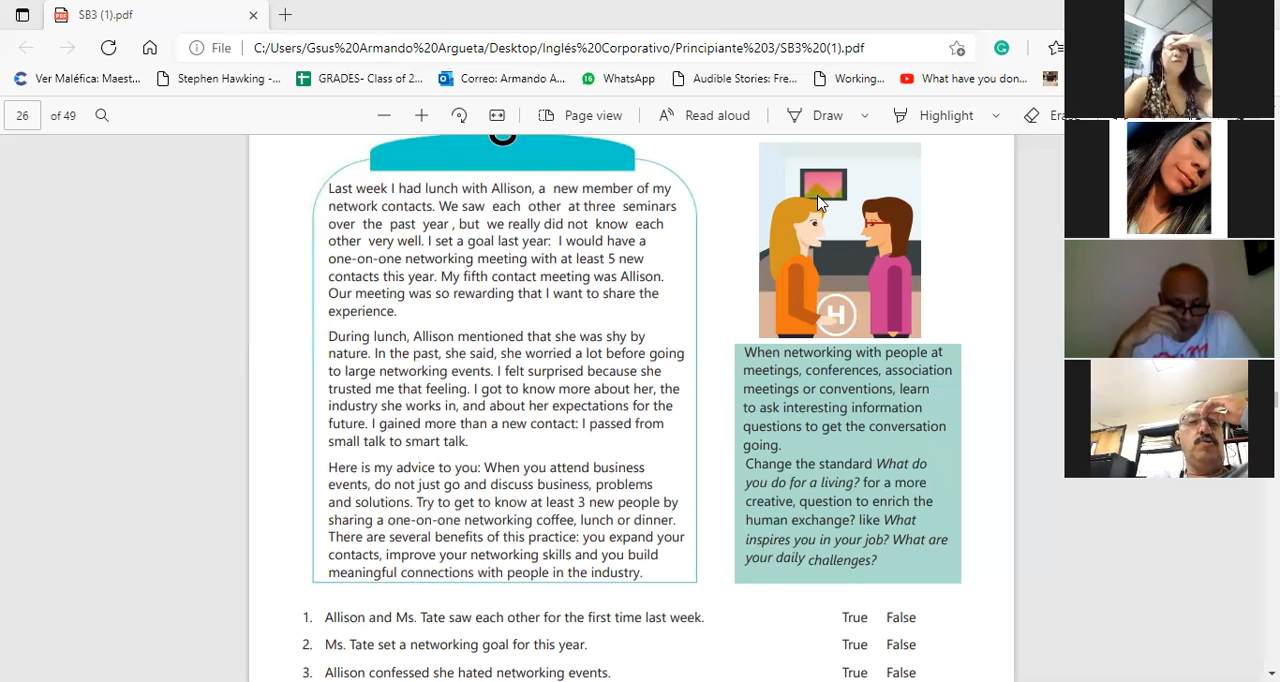 SB3 (1).pdf
File
C:/Users/Gsus%20Armando%20Argueta/Desktop/Inglés%20Corporativo/Principiante%203/SB3%20(1).pdf
Ver Maléfica: Maest...
Stephen Hawking -...
GRADES- Class of 2...
Correo: Armando A...
WhatsApp
Audible Stories: Fre...
Working...
What have you don...
26 of 49
Page view
Read aloud
Draw
Highlight
Last week I had lunch with Allison, a new member of my
network contacts. We saw each other at three seminars
over the past year , but we really did not know each
other very well. I set a goal last year: I would have a
one-on-one networking meeting with at least 5 new
contacts this year. My fifth contact meeting was Allison.
Our meeting was so rewarding that I want to share the
experience.
During lunch, Allison mentioned that she was shy by
nature. In the past, she said, she worried a lot before going
to large networking events. I felt surprised because she
trusted me that feeling. I got to know more about her, the
industry she works in, and about her expectations for the
future. I gained more than a new contact: I passed from
small talk to smart talk.
Here is my advice to you: When you attend business
events, do not just go and discuss business, problems
and solutions. Try to get to know at least 3 new people by
sharing a one-on-one networking coffee, lunch or dinner.
There are several benefits of this practice: you expand your
contacts, improve your networking skills and you build
meaningful connections with people in the industry.
H
When networking with people at
meetings, conferences, association
meetings or conventions, learn
to ask interesting information
questions to get the conversation
going.
Change the standard What do
you do for a living? for a more
creative, question to enrich the
human exchange? like What
inspires you in your job? What are
your daily challenges?
1. Allison and Ms. Tate saw each other for the first time last week. True False
2. Ms. Tate set a networking goal for this year. True False
3. Allison confessed she hated networking events. True False